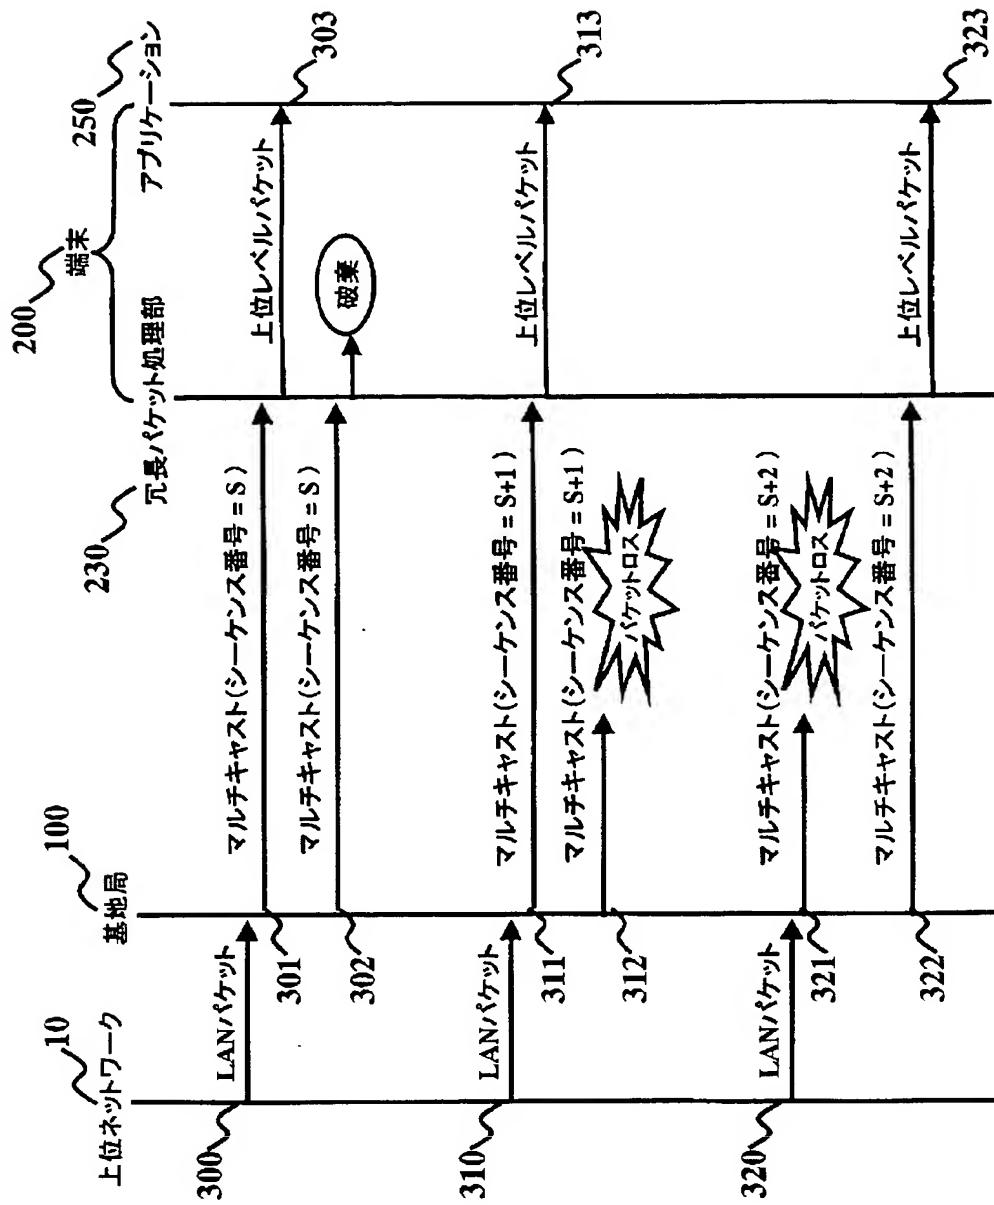 200
端末
10
上位ネットワーク
100
基地局
230
冗長パケット処理部
250
アプリケーション
300
LANパケット
301
マルチキャスト(シーケンス番号 = S)
上位レベルパケット
303
302
マルチキャスト(シーケンス番号 = S)
破棄
310
LANパケット
311
マルチキャスト(シーケンス番号 = S+1)
上位レベルパケット
313
312
マルチキャスト(シーケンス番号 = S+1)
パケットロス
320
LANパケット
321
マルチキャスト(シーケンス番号 = S+2)
パケットロス
322
マルチキャスト(シーケンス番号 = S+2)
上位レベルパケット
323